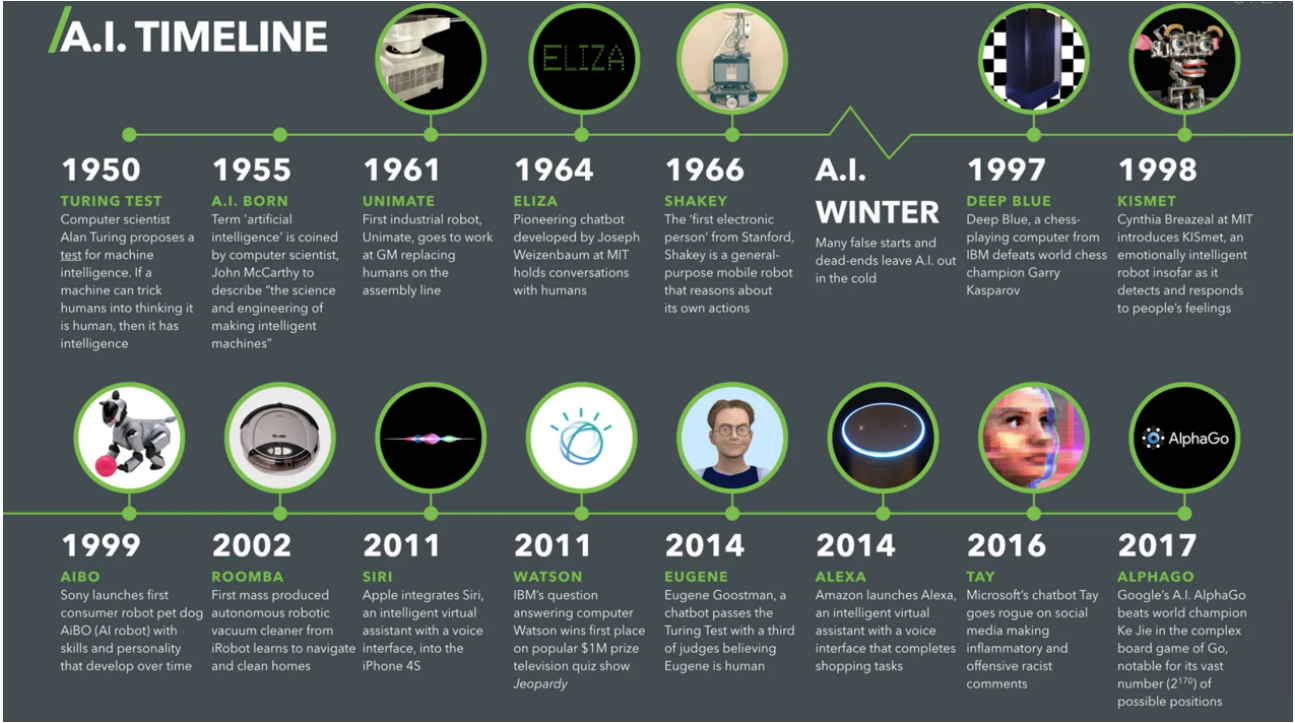 A.I. TIMELINE
ELIZA
1950
TURING TEST
Computer scientist
Alan Turing proposes a
test for machine
intelligence. If a
machine can trick
humans into thinking it
is human, then it has
intelligence
1955
A.I. BORN
Term ‘artificial
intelligence’ is coined
by computer scientist,
John McCarthy to
describe “the science
and engineering of
making intelligent
machines”
1961
UNIMATE
First industrial robot,
Unimate, goes to work
at GM replacing
humans on the
assembly line
1964
ELIZA
Pioneering chatbot
developed by Joseph
Weizenbaum at MIT
holds conversations
with humans
1966
SHAKEY
The ‘first electronic
person’ from Stanford,
Shakey is a general-
purpose mobile robot
that reasons about
its own actions
A.I.
WINTER
Many false starts and
dead-ends leave A.I. out
in the cold
1997
DEEP BLUE
Deep Blue, a chess-
playing computer from
IBM defeats world chess
champion Garry
Kasparov
1998
KISMET
Cynthia Breazeal at MIT
introduces KISmet, an
emotionally intelligent
robot insofar as it
detects and responds
to people’s feelings
AlphaGo
1999
AIBO
Sony launches first
consumer robot pet dog
AiBO (AI robot) with
skills and personality
that develop over time
2002
ROOMBA
First mass produced
autonomous robotic
vacuum cleaner from
iRobot learns to navigate
and clean homes
2011
SIRI
Apple integrates Siri,
an intelligent virtual
assistant with a voice
interface, into the
iPhone 4S
2011
WATSON
IBM’s question
answering computer
Watson wins first place
on popular $1M prize
television quiz show
Jeopardy
2014
EUGENE
Eugene Goostman, a
chatbot passes the
Turing Test with a third
of judges believing
Eugene is human
2014
ALEXA
Amazon launches Alexa,
an intelligent virtual
assistant with a voice
interface that completes
shopping tasks
2016
TAY
Microsoft’s chatbot Tay
goes rogue on social
media making
inflammatory and
offensive racist
comments
2017
ALPHAGO
Google’s A.I. AlphaGo
beats world champion
Ke Jie in the complex
board game of Go,
notable for its vast
number (2¹⁷⁰) of
possible positions